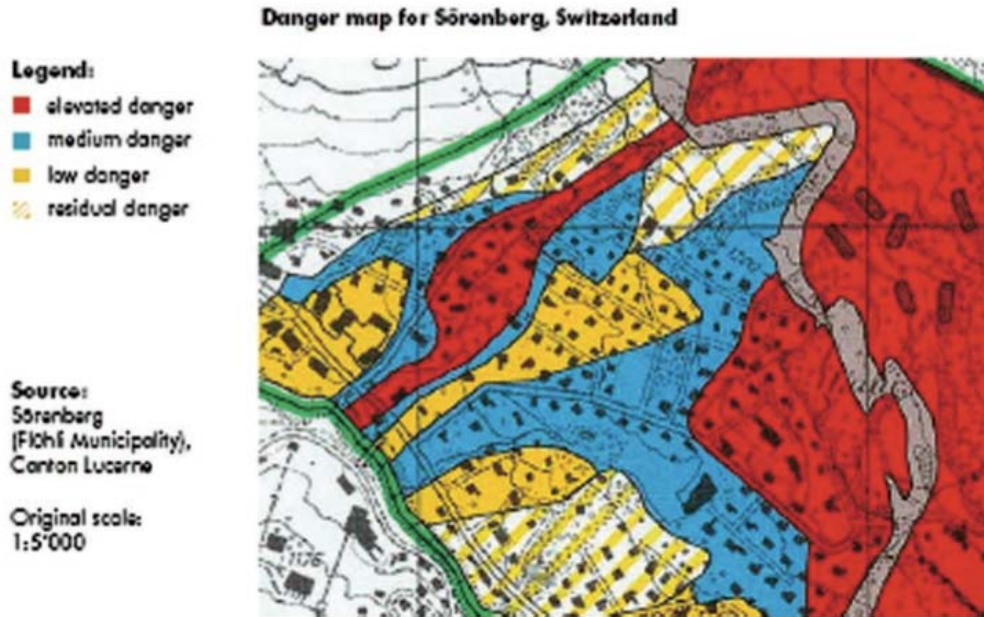 Danger map for Sörenberg, Switzerland
Legend:
elevated danger
medium danger
low danger
residual danger
Source:
Sörenberg
(Flühli Municipality),
Canton Lucerne
Original scale:
1:5'000
1176